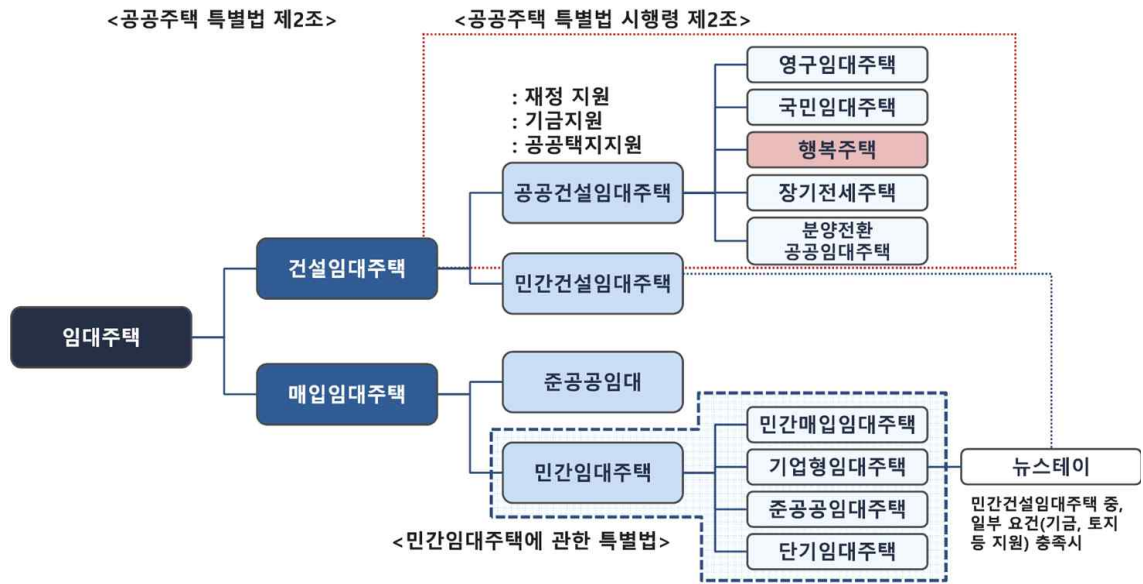 <공공주택 특별법 제2조>
<공공주택 특별법 시행령 제2조>
: 재정 지원
: 기금지원
: 공공택지지원
영구임대주택
국민임대주택
행복주택
장기전세주택
분양전환
공공임대주택
공공건설임대주택
건설임대주택
민간건설임대주택
임대주택
매입임대주택
준공공임대
민간임대주택
민간매입임대주택
기업형임대주택
준공공임대주택
단기임대주택
뉴스테이
민간건설임대주택 중,
일부 요건(기금, 토지
등 지원) 충족시
<민간임대주택에 관한 특별법>